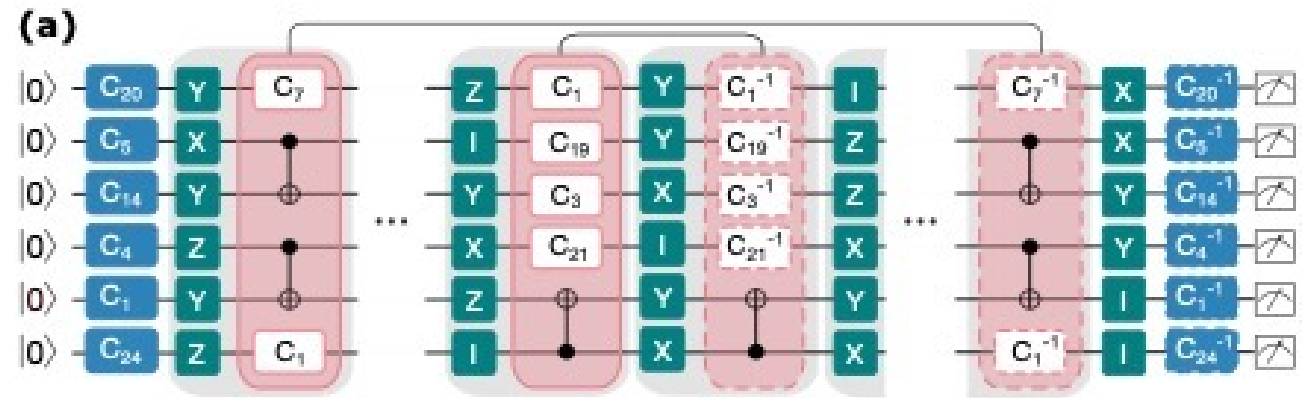 (a)
|0⟩ C20 Y C7 Z C1 Y C1-1 I C7-1 X C20-1
|0⟩ C5 X I C19 Y C19-1 Z X C5-1
|0⟩ C14 Y Y C3 X C3-1 Z Y C14-1
... ...
|0⟩ C4 Z X C21 I C21-1 X Y C4-1
|0⟩ C1 Y Z Y Y I C1-1
|0⟩ C24 Z C1 I X X C1-1 I C24-1